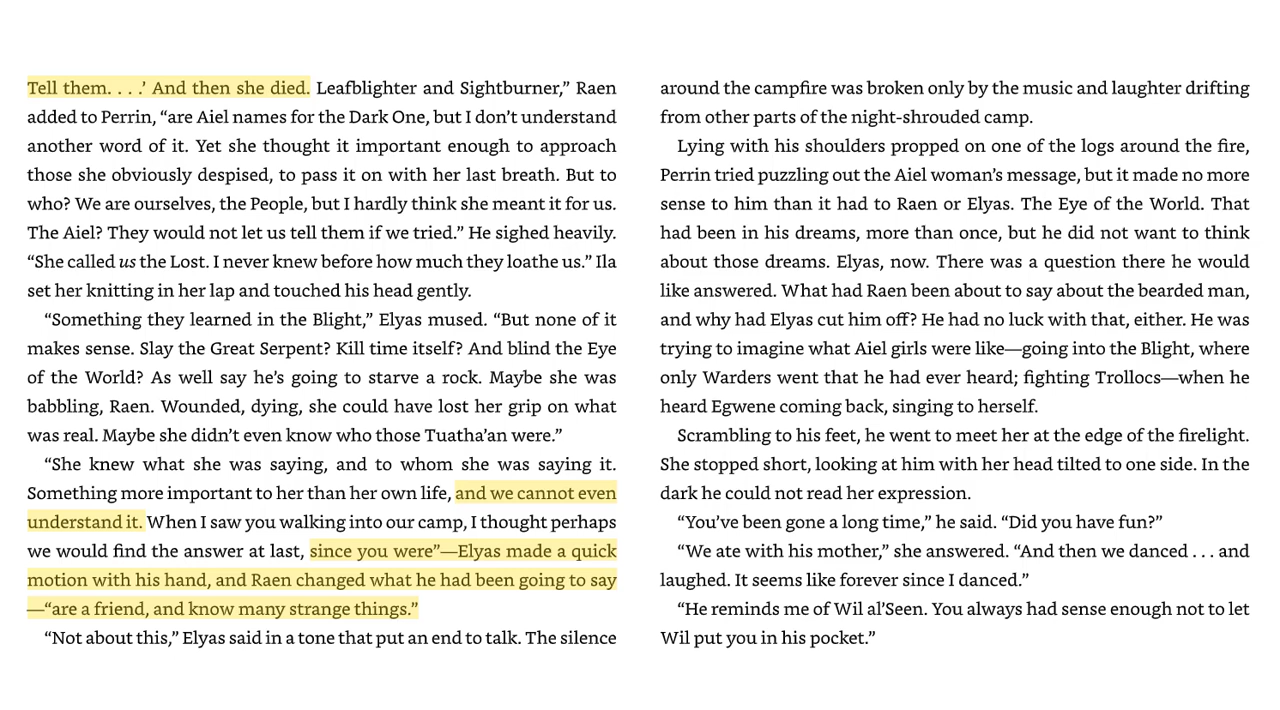 Tell them. . . .’ And then she died. Leafblighter and Sightburner,” Raen
added to Perrin, “are Aiel names for the Dark One, but I don’t understand
another word of it. Yet she thought it important enough to approach
those she obviously despised, to pass it on with her last breath. But to
who? We are ourselves, the People, but I hardly think she meant it for us.
The Aiel? They would not let us tell them if we tried.” He sighed heavily.
“She called us the Lost. I never knew before how much they loathe us.” Ila
set her knitting in her lap and touched his head gently.
“Something they learned in the Blight,” Elyas mused. “But none of it
makes sense. Slay the Great Serpent? Kill time itself? And blind the Eye
of the World? As well say he’s going to starve a rock. Maybe she was
babbling, Raen. Wounded, dying, she could have lost her grip on what
was real. Maybe she didn’t even know who those Tuatha’an were.”
“She knew what she was saying, and to whom she was saying it.
Something more important to her than her own life, and we cannot even
understand it. When I saw you walking into our camp, I thought perhaps
we would find the answer at last, since you were”—Elyas made a quick
motion with his hand, and Raen changed what he had been going to say
—“are a friend, and know many strange things.”
“Not about this,” Elyas said in a tone that put an end to talk. The silence
around the campfire was broken only by the music and laughter drifting
from other parts of the night-shrouded camp.
Lying with his shoulders propped on one of the logs around the fire,
Perrin tried puzzling out the Aiel woman’s message, but it made no more
sense to him than it had to Raen or Elyas. The Eye of the World. That
had been in his dreams, more than once, but he did not want to think
about those dreams. Elyas, now. There was a question there he would
like answered. What had Raen been about to say about the bearded man,
and why had Elyas cut him off? He had no luck with that, either. He was
trying to imagine what Aiel girls were like—going into the Blight, where
only Warders went that he had ever heard; fighting Trollocs—when he
heard Egwene coming back, singing to herself.
Scrambling to his feet, he went to meet her at the edge of the firelight.
She stopped short, looking at him with her head tilted to one side. In the
dark he could not read her expression.
“You’ve been gone a long time,” he said. “Did you have fun?”
“We ate with his mother,” she answered. “And then we danced . . . and
laughed. It seems like forever since I danced.”
“He reminds me of Wil al’Seen. You always had sense enough not to let
Wil put you in his pocket.”